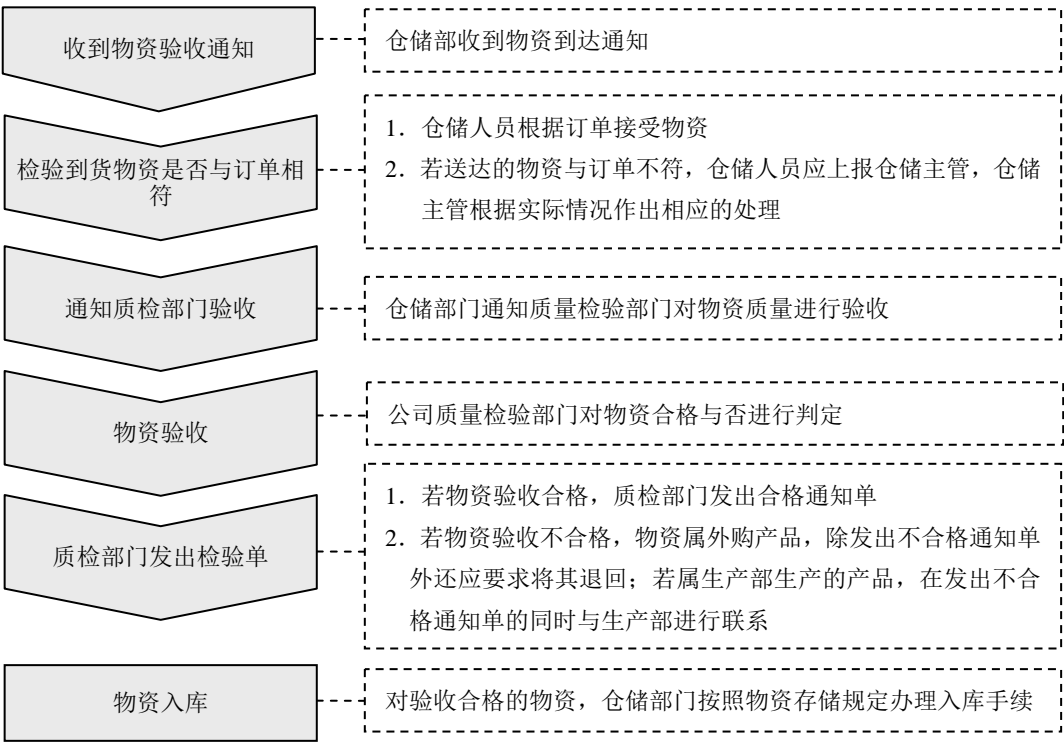 收到物资验收通知
仓储部收到物资到达通知
检验到货物资是否与订单相
符
1．仓储人员根据订单接受物资
2．若送达的物资与订单不符，仓储人员应上报仓储主管，仓储
主管根据实际情况作出相应的处理
通知质检部门验收
仓储部门通知质量检验部门对物资质量进行验收
物资验收
公司质量检验部门对物资合格与否进行判定
质检部门发出检验单
1．若物资验收合格，质检部门发出合格通知单
2．若物资验收不合格，物资属外购产品，除发出不合格通知单
外还应要求将其退回；若属生产部生产的产品，在发出不合
格通知单的同时与生产部进行联系
物资入库
对验收合格的物资，仓储部门按照物资存储规定办理入库手续